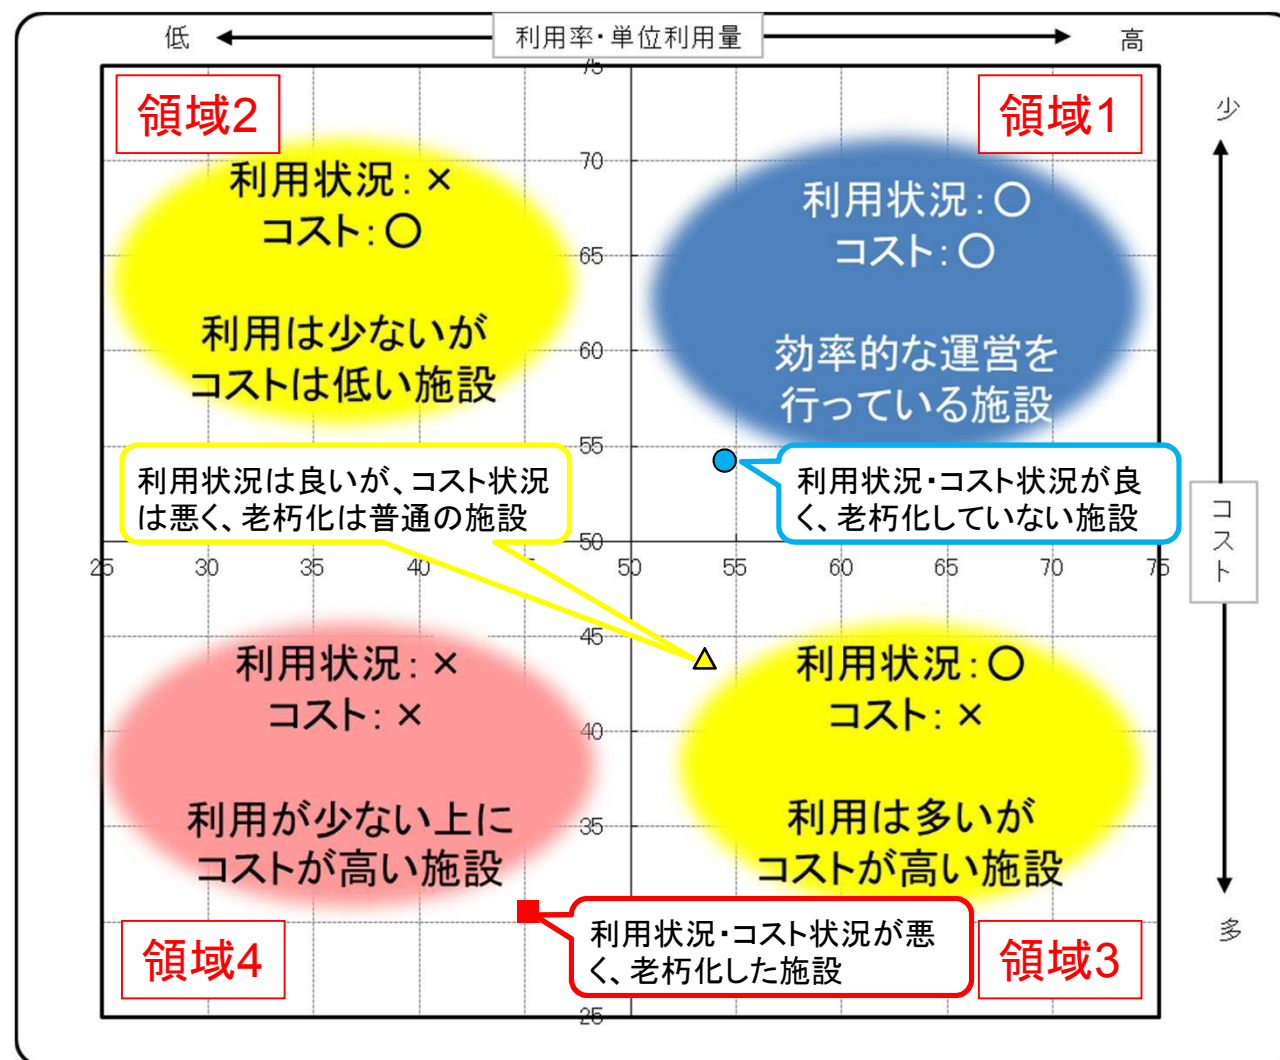 低
利用率・単位利用量
高
75
領域2
領域1
少
70
利用状況：×
コスト：○
利用状況：○
コスト：○
65
利用は少ないが
コストは低い施設
60
効率的な運営を
行っている施設
55
利用状況は良いが、コスト状況
は悪く、老朽化は普通の施設
利用状況・コスト状況が良
く、老朽化していない施設
コスト
50
25 30 35 40 50 55 60 65 70 75
45
利用状況：×
コスト：×
利用状況：○
コスト：×
40
利用が少ない上に
コストが高い施設
35
利用は多いが
コストが高い施設
利用状況・コスト状況が悪
く、老朽化した施設
多
領域4
領域3
25